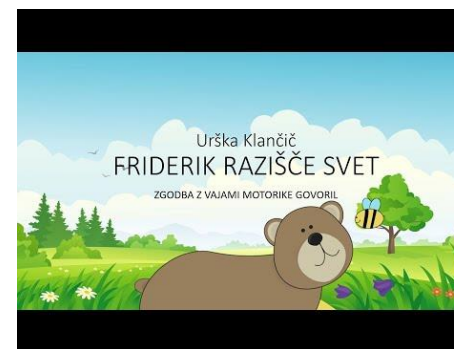 Urška Klančič
FRIDERIK RAZIŠČE SVET
ZGODBA Z VAJAMI MOTORIKE GOVORIL